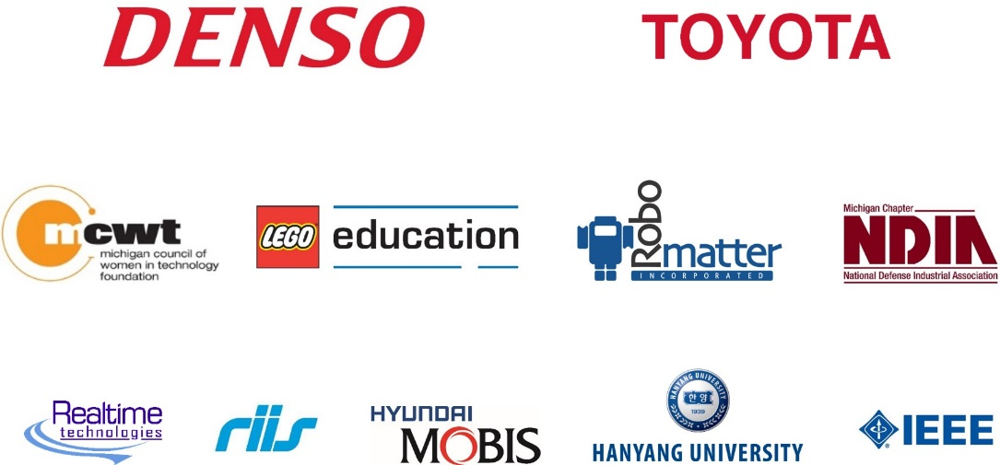 DENSO
TOYOTA
mcwt
michigan council of
women in technology
foundation
LEGO
education
Robo
matter
INCORPORATED
Michigan Chapter
NDIA
National Defense Industrial Association
Realtime
technologies
riis
HYUNDAI
MOBIS
HANYANG UNIVERSITY
한양
1939
HANYANG UNIVERSITY
IEEE